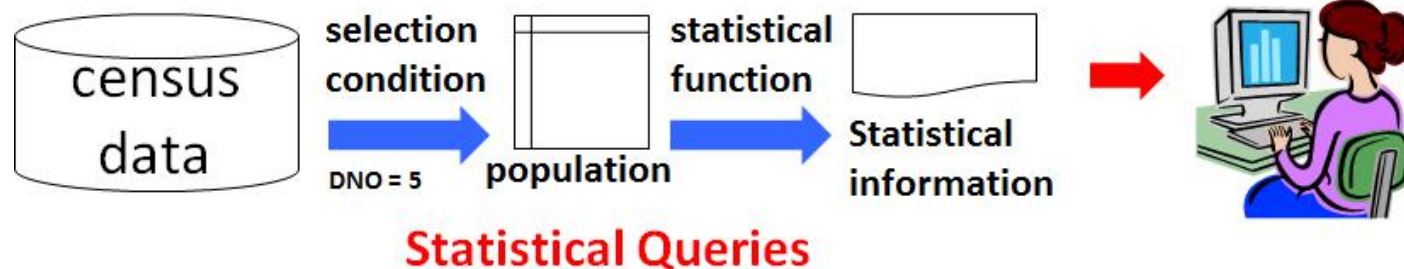 census
data
selection
condition
DNO = 5
population
statistical
function
Statistical
information
Statistical Queries